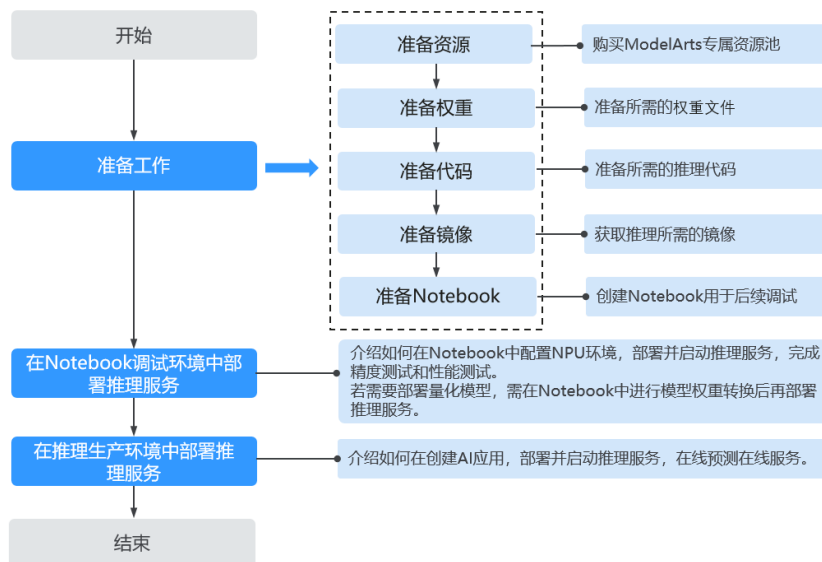 开始
准备工作
准备资源
购买ModelArts专属资源池
准备权重
准备所需的权重文件
准备代码
准备所需的推理代码
准备镜像
获取推理所需的镜像
准备Notebook
创建Notebook用于后续调试
在Notebook调试环境中部
署推理服务
介绍如何在Notebook中配置NPU环境，部署并启动推理服务，完成
精度测试和性能测试。
若需要部署量化模型，需在Notebook中进行模型权重转换后再部署
推理服务。
在推理生产环境中部署推
理服务
介绍如何在创建AI应用，部署并启动推理服务，在线预测在线服务。
结束